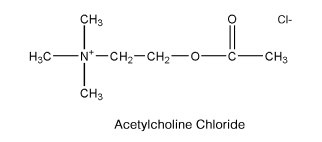 CH₃ O Cl-
H₃C—N⁺—CH₂—CH₂—O—C—CH₃
CH₃
Acetylcholine Chloride